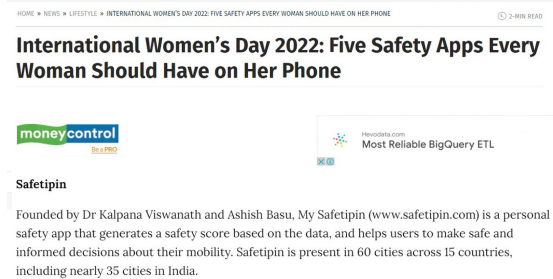 HOME » NEWS » LIFESTYLE » INTERNATIONAL WOMEN'S DAY 2022: FIVE SAFETY APPS EVERY WOMAN SHOULD HAVE ON HER PHONE
2-MIN READ
International Women's Day 2022: Five Safety Apps Every
Woman Should Have on Her Phone
moneycontrol
Be a PRO
Hevodata.com
Most Reliable BigQuery ETL
Safetipin
Founded by Dr Kalpana Viswanath and Ashish Basu, My Safetipin (www.safetipin.com) is a personal
safety app that generates a safety score based on the data, and helps users to make safe and
informed decisions about their mobility. Safetipin is present in 60 cities across 15 countries,
including nearly 35 cities in India.